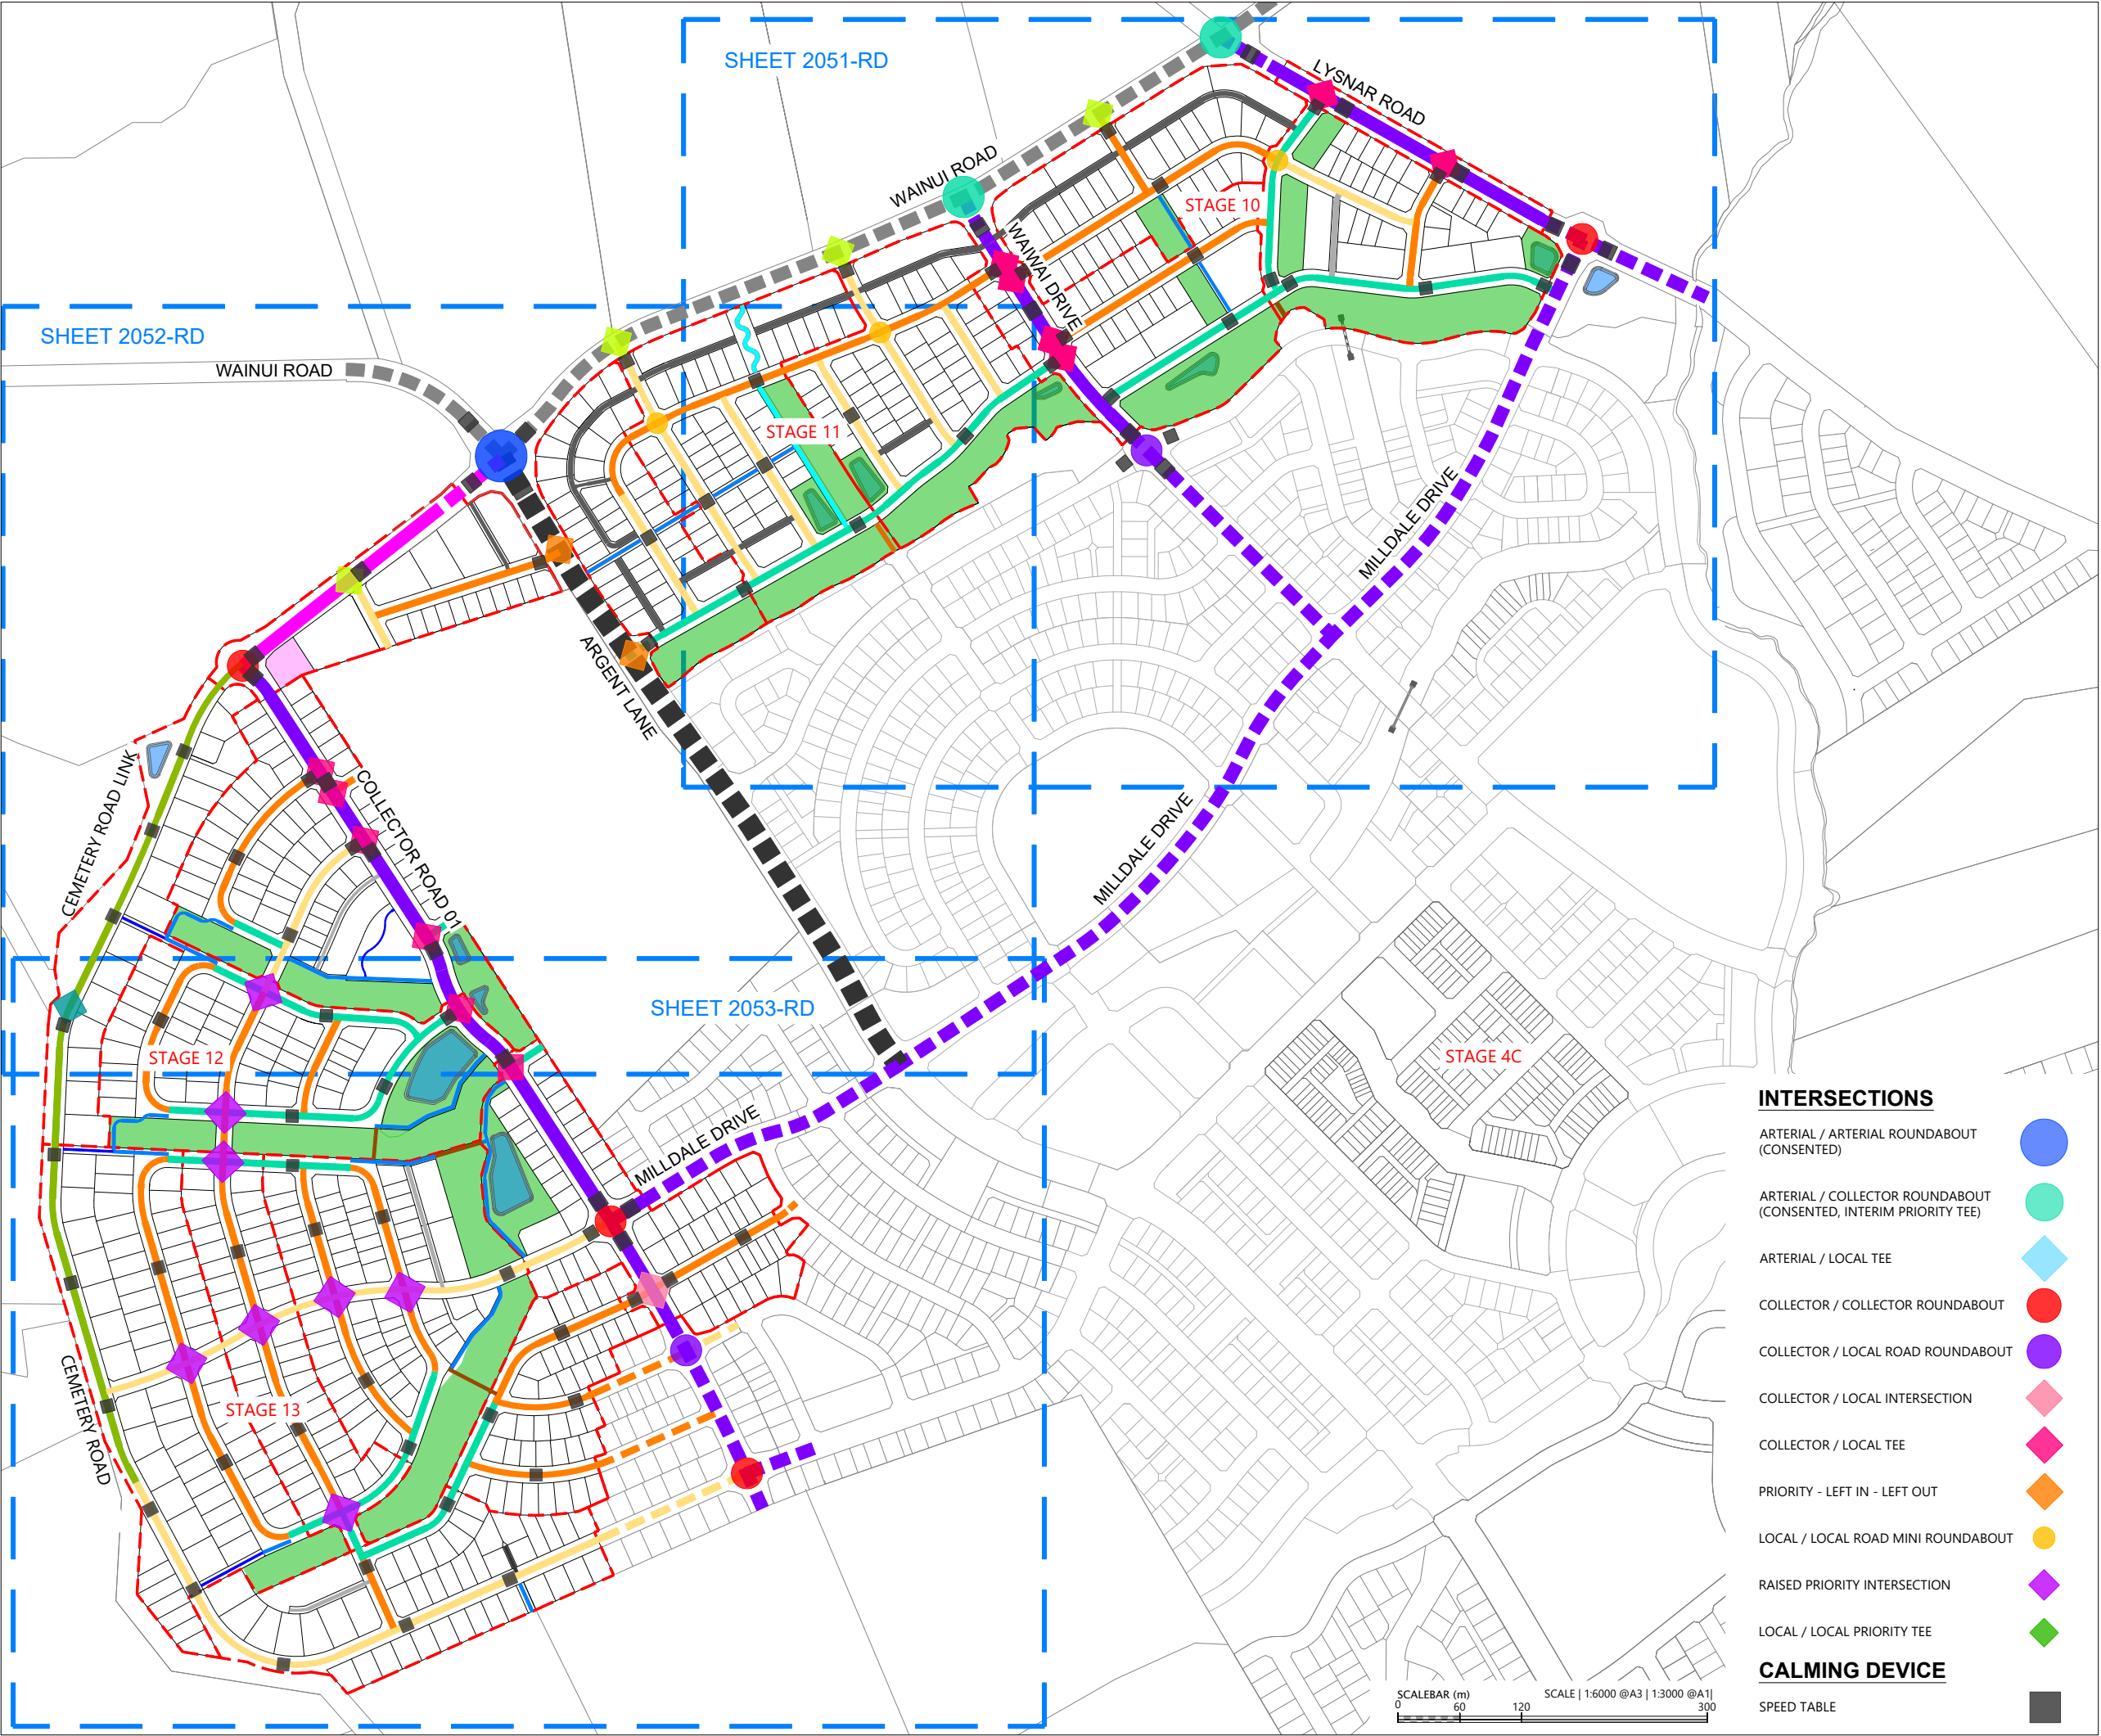 SHEET 2051-RD
LYSNAR ROAD
WAINUI ROAD
STAGE 10
WAIWAI DRIVE
SHEET 2052-RD
WAINUI ROAD
STAGE 11
MILLDALE DRIVE
ARGENT LANE
CEMETERY ROAD LINK
COLLECTOR ROAD 01
MILLDALE DRIVE
SHEET 2053-RD
STAGE 12
STAGE 4C
MILLDALE DRIVE
STAGE 13
CEMETERY ROAD
INTERSECTIONS
ARTERIAL / ARTERIAL ROUNDABOUT
(CONSENTED)
ARTERIAL / COLLECTOR ROUNDABOUT
(CONSENTED, INTERIM PRIORITY TEE)
ARTERIAL / LOCAL TEE
COLLECTOR / COLLECTOR ROUNDABOUT
COLLECTOR / LOCAL ROAD ROUNDABOUT
COLLECTOR / LOCAL INTERSECTION
COLLECTOR / LOCAL TEE
PRIORITY - LEFT IN - LEFT OUT
LOCAL / LOCAL ROAD MINI ROUNDABOUT
RAISED PRIORITY INTERSECTION
LOCAL / LOCAL PRIORITY TEE
CALMING DEVICE
SPEED TABLE
SCALEBAR (m) SCALE | 1:6000 @A3 | 1:3000 @A1|
0 60 120 300